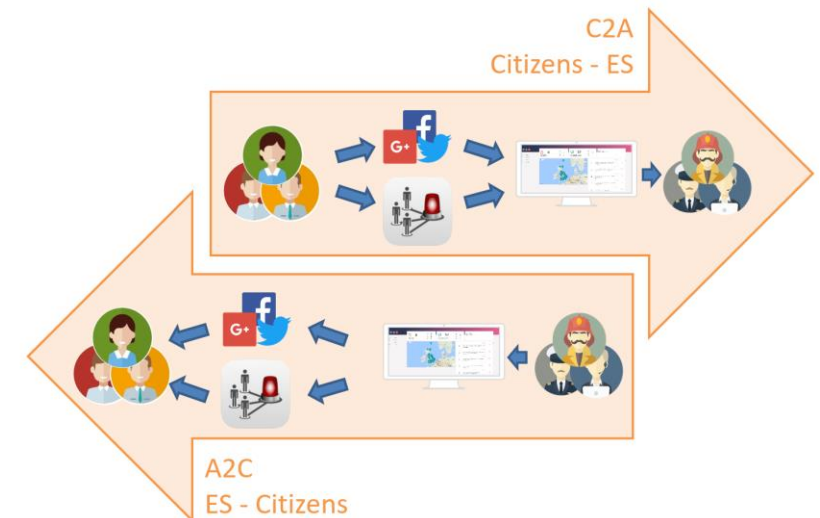 C2A
Citizens - ES
f
G+
f
G+
A2C
ES - Citizens